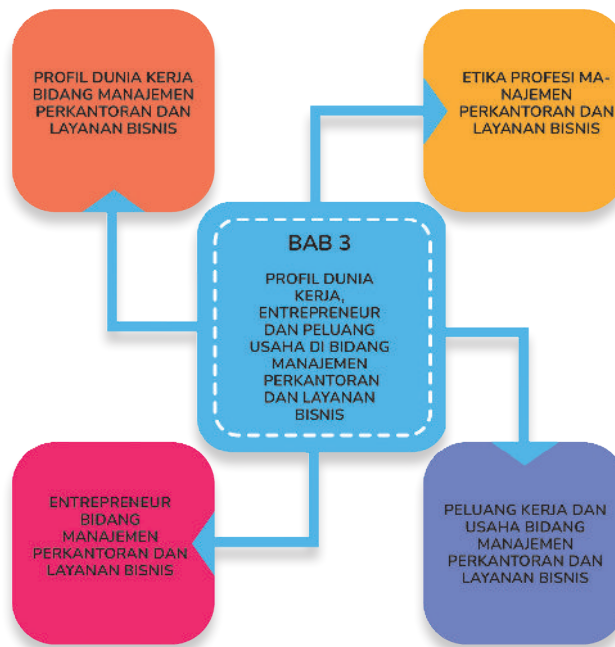 PROFIL DUNIA KERJA
BIDANG MANAJEMEN
PERKANTORAN DAN
LAYANAN BISNIS
ETIKA PROFESI MA-
NAJEMEN
PERKANTORAN DAN
LAYANAN BISNIS
BAB 3
PROFIL DUNIA
KERJA,
ENTREPRENEUR
DAN PELUANG
USAHA DI BIDANG
MANAJEMEN
PERKANTORAN
DAN LAYANAN
BISNIS
ENTREPRENEUR
BIDANG
MANAJEMEN
PERKANTORAN DAN
LAYANAN BISNIS
PELUANG KERJA DAN
USAHA BIDANG
MANAJEMEN
PERKANTORAN DAN
LAYANAN BISNIS